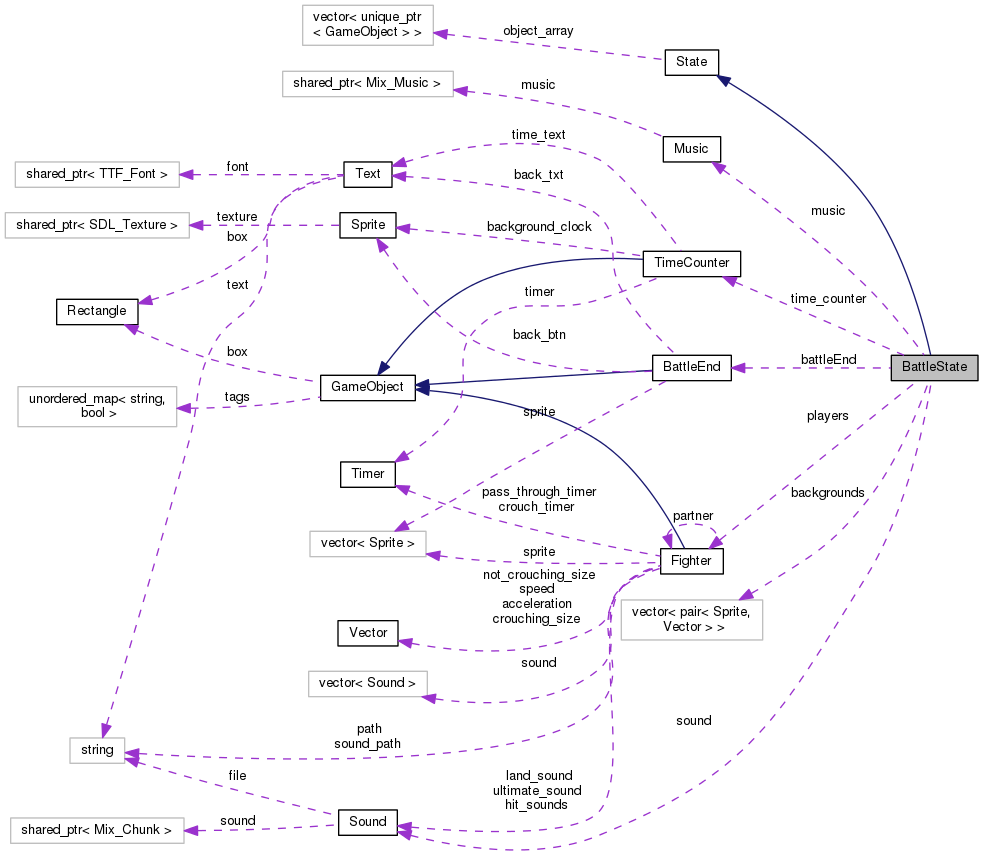 vector< unique_ptr
< GameObject > >
object_array
State
shared_ptr< Mix_Music >
music
Music
time_text
shared_ptr< TTF_Font >
font
Text
back_txt
shared_ptr< SDL_Texture >
texture
Sprite
background_clock
music
box
TimeCounter
text
timer
time_counter
Rectangle
back_btn
box
battleEnd
GameObject
BattleEnd
BattleState
unordered_map< string,
bool >
tags
sprite
players
Timer
pass_through_timer
crouch_timer
backgrounds
partner
vector< Sprite >
sprite
Fighter
not_crouching_size
speed
acceleration
crouching_size
vector< pair< Sprite,
Vector > >
Vector
sound
vector< Sound >
path
sound_path
sound
string
file
land_sound
ultimate_sound
hit_sounds
shared_ptr< Mix_Chunk >
sound
Sound